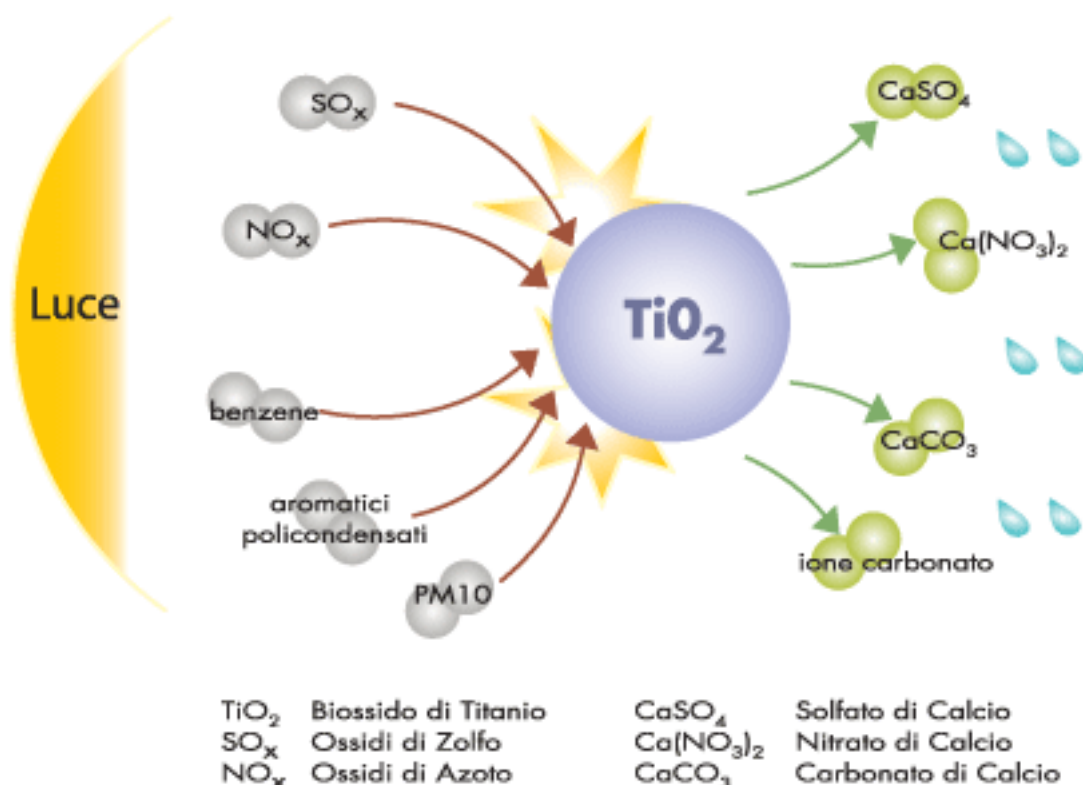 SOₓ
CaSO₄
NOₓ
Ca(NO₃)₂
Luce
TiO₂
benzene
CaCO₃
aromatici
policondensati
ione carbonato
PM10
TiO₂ Biossido di Titanio CaSO₄ Solfato di Calcio
SOₓ Ossidi di Zolfo Ca(NO₃)₂ Nitrato di Calcio
NOₓ Ossidi di Azoto CaCO₃ Carbonato di Calcio